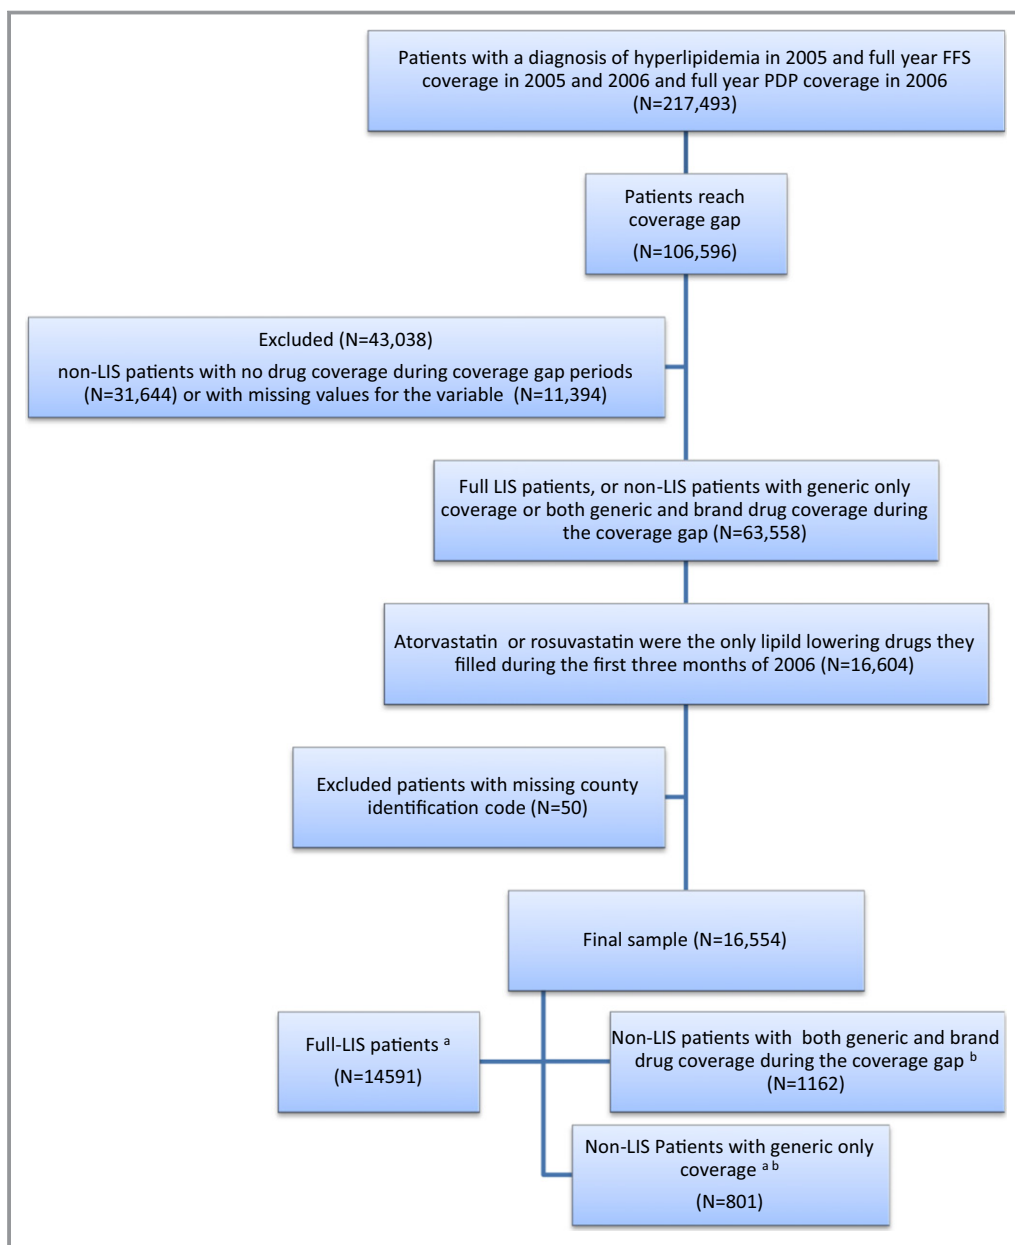 Patients with a diagnosis of hyperlipidemia in 2005 and full year FFS
coverage in 2005 and 2006 and full year PDP coverage in 2006
(N=217,493)
Patients reach
coverage gap
(N=106,596)
Excluded (N=43,038)
non-LIS patients with no drug coverage during coverage gap periods
(N=31,644) or with missing values for the variable (N=11,394)
Full LIS patients, or non-LIS patients with generic only
coverage or both generic and brand drug coverage during
the coverage gap (N=63,558)
Atorvastatin or rosuvastatin were the only lipild lowering drugs they
filled during the first three months of 2006 (N=16,604)
Excluded patients with missing county
identification code (N=50)
Final sample (N=16,554)
Full-LIS patients a
(N=14591)
Non-LIS patients with both generic and brand
drug coverage during the coverage gap b
(N=1162)
Non-LIS Patients with generic only
coverage a b
(N=801)